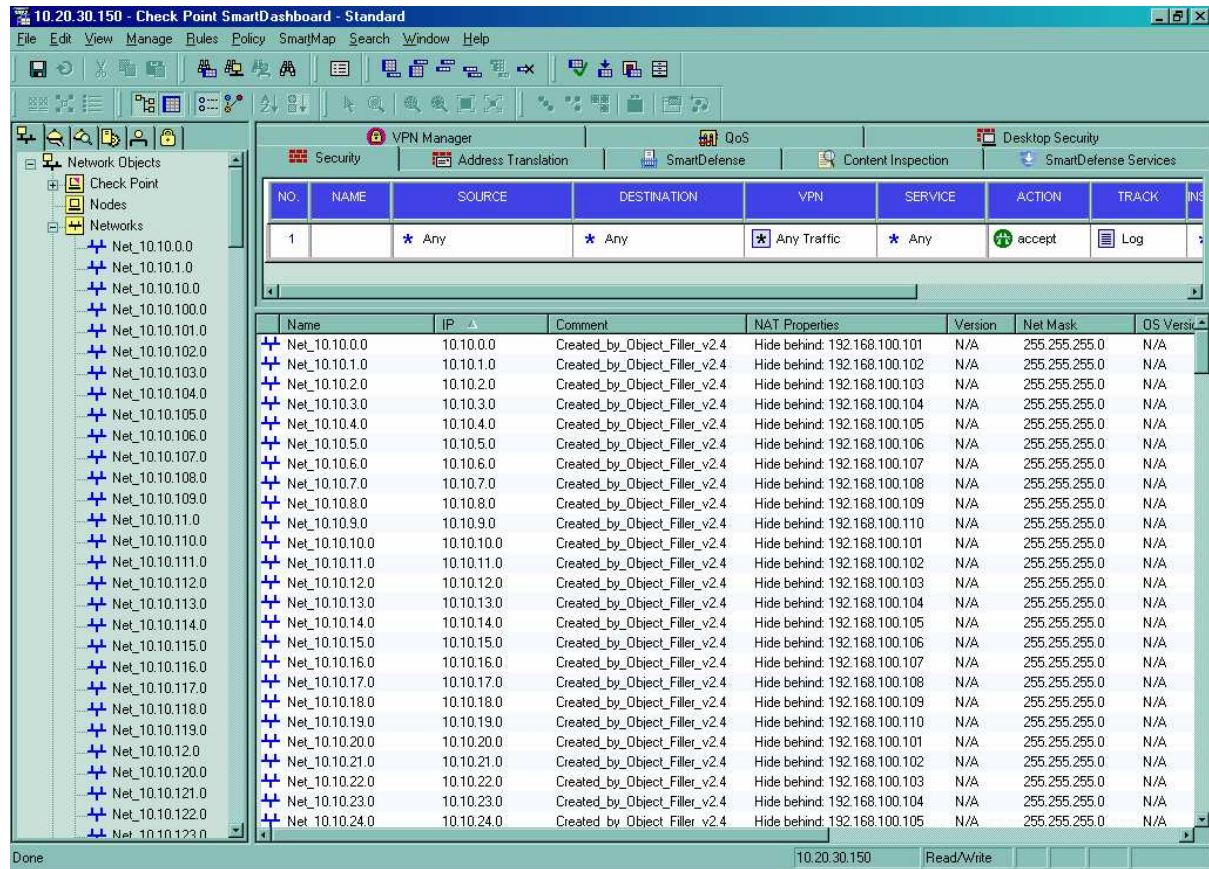 10.20.30.150 - Check Point SmartDashboard - Standard
File Edit View Manage Rules Policy SmartMap Search Window Help
Network Objects
Check Point
Nodes
Networks
Net_10.10.0.0
Net_10.10.1.0
Net_10.10.10.0
Net_10.10.100.0
Net_10.10.101.0
Net_10.10.102.0
Net_10.10.103.0
Net_10.10.104.0
Net_10.10.105.0
Net_10.10.106.0
Net_10.10.107.0
Net_10.10.108.0
Net_10.10.109.0
Net_10.10.11.0
Net_10.10.110.0
Net_10.10.111.0
Net_10.10.112.0
Net_10.10.113.0
Net_10.10.114.0
Net_10.10.115.0
Net_10.10.116.0
Net_10.10.117.0
Net_10.10.118.0
Net_10.10.119.0
Net_10.10.12.0
Net_10.10.120.0
Net_10.10.121.0
Net_10.10.122.0
Net_10.10.123.0
VPN Manager QoS Desktop Security
Security Address Translation SmartDefense Content Inspection SmartDefense Services
NO. NAME SOURCE DESTINATION VPN SERVICE ACTION TRACK INS
1 * Any * Any * Any Traffic * Any accept Log
Name IP Comment NAT Properties Version Net Mask OS Versic
Net_10.10.0.0 10.10.0.0 Created_by_Object_Filler_v2.4 Hide behind: 192.168.100.101 N/A 255.255.255.0 N/A
Net_10.10.1.0 10.10.1.0 Created_by_Object_Filler_v2.4 Hide behind: 192.168.100.102 N/A 255.255.255.0 N/A
Net_10.10.2.0 10.10.2.0 Created_by_Object_Filler_v2.4 Hide behind: 192.168.100.103 N/A 255.255.255.0 N/A
Net_10.10.3.0 10.10.3.0 Created_by_Object_Filler_v2.4 Hide behind: 192.168.100.104 N/A 255.255.255.0 N/A
Net_10.10.4.0 10.10.4.0 Created_by_Object_Filler_v2.4 Hide behind: 192.168.100.105 N/A 255.255.255.0 N/A
Net_10.10.5.0 10.10.5.0 Created_by_Object_Filler_v2.4 Hide behind: 192.168.100.106 N/A 255.255.255.0 N/A
Net_10.10.6.0 10.10.6.0 Created_by_Object_Filler_v2.4 Hide behind: 192.168.100.107 N/A 255.255.255.0 N/A
Net_10.10.7.0 10.10.7.0 Created_by_Object_Filler_v2.4 Hide behind: 192.168.100.108 N/A 255.255.255.0 N/A
Net_10.10.8.0 10.10.8.0 Created_by_Object_Filler_v2.4 Hide behind: 192.168.100.109 N/A 255.255.255.0 N/A
Net_10.10.9.0 10.10.9.0 Created_by_Object_Filler_v2.4 Hide behind: 192.168.100.110 N/A 255.255.255.0 N/A
Net_10.10.10.0 10.10.10.0 Created_by_Object_Filler_v2.4 Hide behind: 192.168.100.101 N/A 255.255.255.0 N/A
Net_10.10.11.0 10.10.11.0 Created_by_Object_Filler_v2.4 Hide behind: 192.168.100.102 N/A 255.255.255.0 N/A
Net_10.10.12.0 10.10.12.0 Created_by_Object_Filler_v2.4 Hide behind: 192.168.100.103 N/A 255.255.255.0 N/A
Net_10.10.13.0 10.10.13.0 Created_by_Object_Filler_v2.4 Hide behind: 192.168.100.104 N/A 255.255.255.0 N/A
Net_10.10.14.0 10.10.14.0 Created_by_Object_Filler_v2.4 Hide behind: 192.168.100.105 N/A 255.255.255.0 N/A
Net_10.10.15.0 10.10.15.0 Created_by_Object_Filler_v2.4 Hide behind: 192.168.100.106 N/A 255.255.255.0 N/A
Net_10.10.16.0 10.10.16.0 Created_by_Object_Filler_v2.4 Hide behind: 192.168.100.107 N/A 255.255.255.0 N/A
Net_10.10.17.0 10.10.17.0 Created_by_Object_Filler_v2.4 Hide behind: 192.168.100.108 N/A 255.255.255.0 N/A
Net_10.10.18.0 10.10.18.0 Created_by_Object_Filler_v2.4 Hide behind: 192.168.100.109 N/A 255.255.255.0 N/A
Net_10.10.19.0 10.10.19.0 Created_by_Object_Filler_v2.4 Hide behind: 192.168.100.110 N/A 255.255.255.0 N/A
Net_10.10.20.0 10.10.20.0 Created_by_Object_Filler_v2.4 Hide behind: 192.168.100.101 N/A 255.255.255.0 N/A
Net_10.10.21.0 10.10.21.0 Created_by_Object_Filler_v2.4 Hide behind: 192.168.100.102 N/A 255.255.255.0 N/A
Net_10.10.22.0 10.10.22.0 Created_by_Object_Filler_v2.4 Hide behind: 192.168.100.103 N/A 255.255.255.0 N/A
Net_10.10.23.0 10.10.23.0 Created_by_Object_Filler_v2.4 Hide behind: 192.168.100.104 N/A 255.255.255.0 N/A
Net_10.10.24.0 10.10.24.0 Created_by_Object_Filler_v2.4 Hide behind: 192.168.100.105 N/A 255.255.255.0 N/A
Done 10.20.30.150 Read/Write